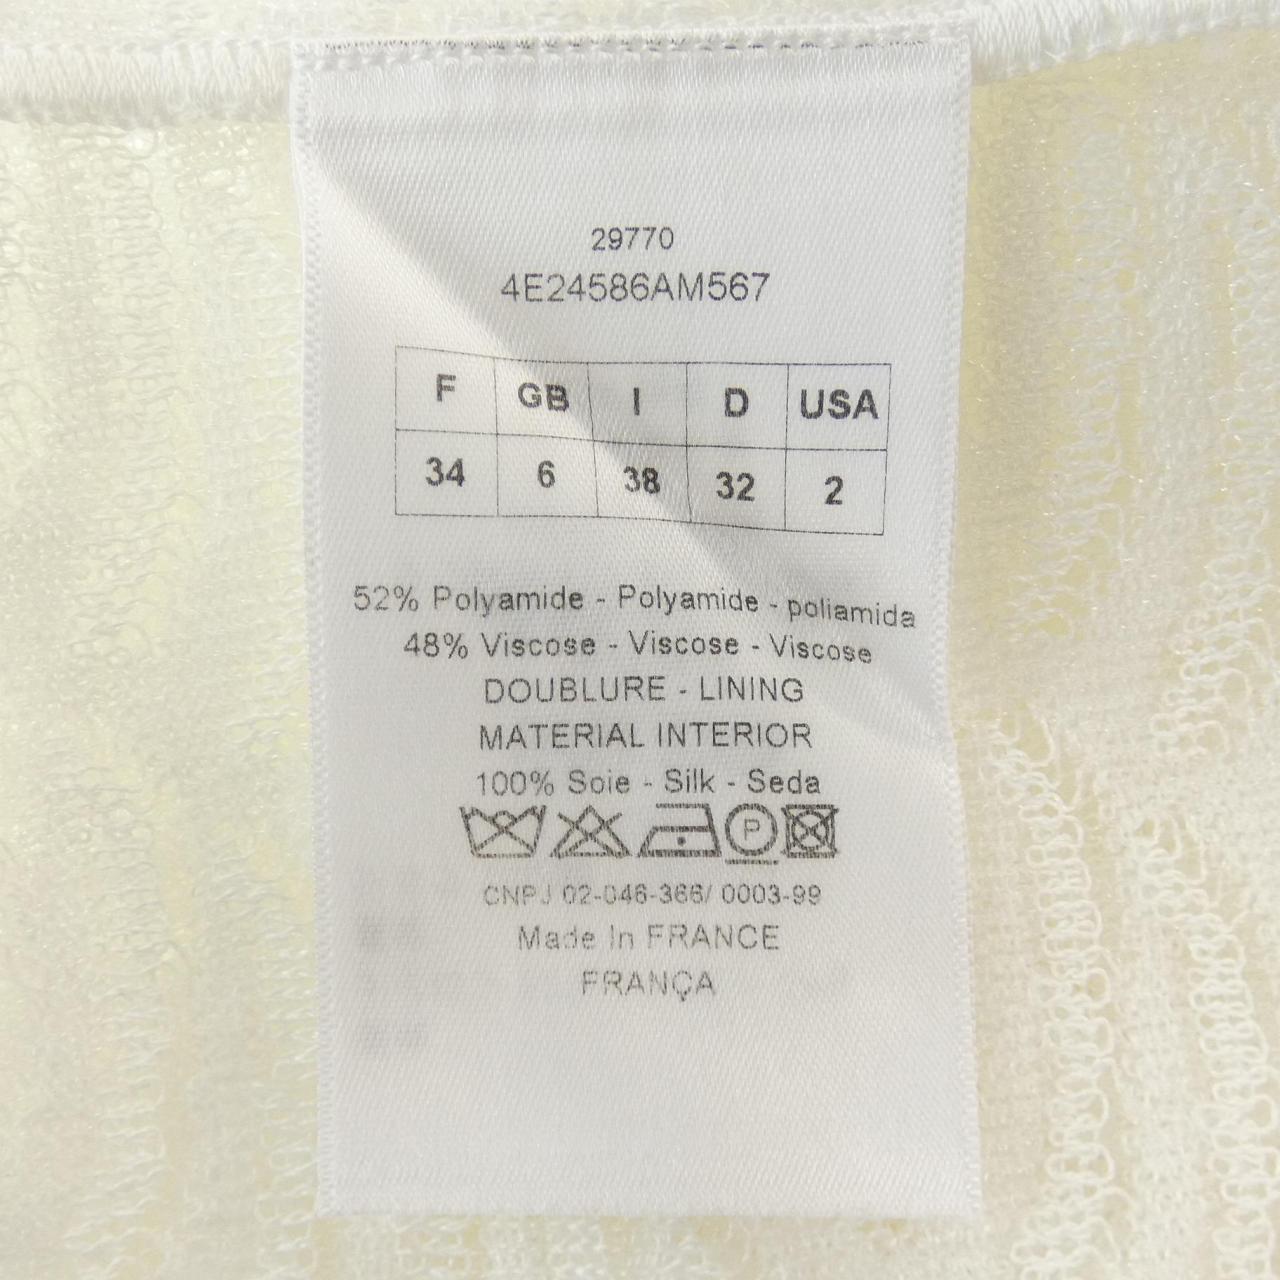 29770
4E24586AM567
F GB I D USA
34 6 38 32 2
52% Polyamide - Polyamide - poliamida
48% Viscose - Viscose - Viscose
DOUBLURE - LINING
MATERIAL INTERIOR
100% Soie - Silk - Seda
P
CNPJ 02-046-366/ 0003-99
Made In FRANCE
FRANÇA